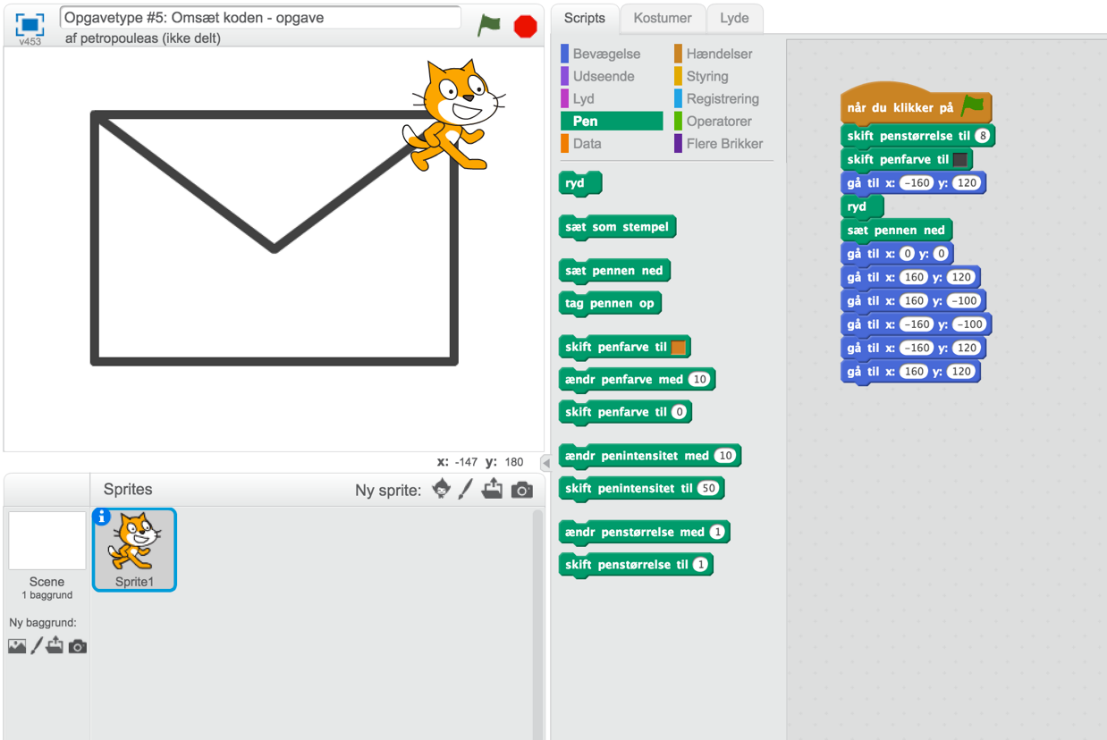 Opgavetype #5: Omsæt koden - opgave
af petropouleas (ikke delt)
v453
x: -147 y: 180
Sprites
Ny sprite:
Sprite1
Scene
1 baggrund
Ny baggrund:
Scripts
Kostumer
Lyde
Bevægelse
Hændelser
Udseende
Styring
Lyd
Registrering
Pen
Operatorer
Data
Flere Brikker
ryd
sæt som stempel
sæt pennen ned
tag pennen op
skift penfarve til
ændr penfarve med 10
skift penfarve til 0
ændr penintensitet med 10
skift penintensitet til 50
ændr penstørrelse med 1
skift penstørrelse til 1
når du klikker på
skift penstørrelse til 8
skift penfarve til
gå til x: -160 y: 120
ryd
sæt pennen ned
gå til x: 0 y: 0
gå til x: 160 y: 120
gå til x: 160 y: -100
gå til x: -160 y: -100
gå til x: -160 y: 120
gå til x: 160 y: 120